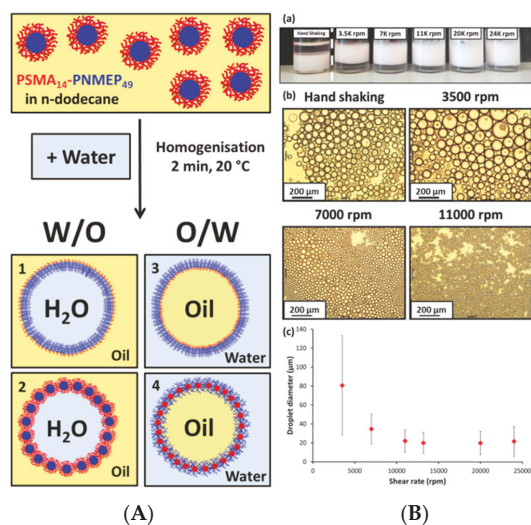 PSMA14-PNMEP49
in n-dodecane
+ Water
Homogenisation
2 min, 20 °C
W/O
O/W
1
H2O
Oil
3
Oil
Water
2
H2O
Oil
4
Oil
Water
(A)
(a)
Hand Shaking
3.5K rpm
7K rpm
11K rpm
20K rpm
24K rpm
(b)
Hand shaking
3500 rpm
200 µm
200 µm
7000 rpm
11000 rpm
200 µm
200 µm
(c)
Droplet diameter (µm)
140
120
100
80
60
40
20
0
0
5000
10000
15000
20000
25000
Shear rate (rpm)
(B)